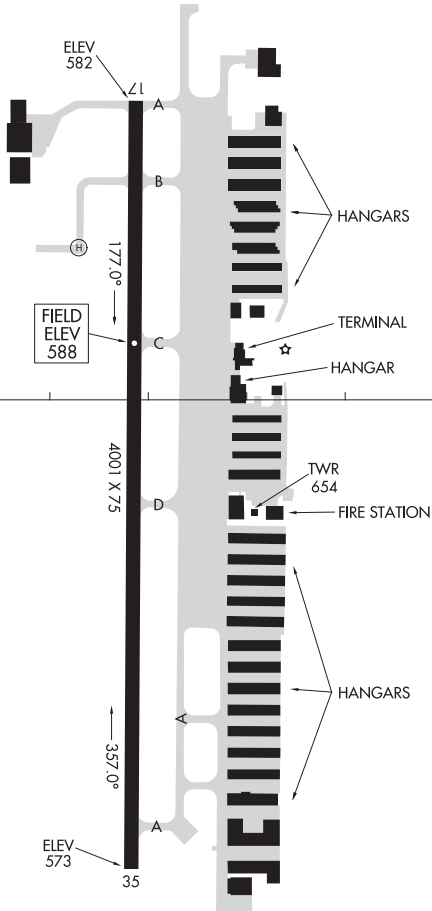 ELEV
582
17
A
B
HANGARS
H
177.0°
FIELD
ELEV
588
C
TERMINAL
HANGAR
4001 X 75
TWR
654
D
FIRE STATION
A
HANGARS
357.0°
A
ELEV
573
35